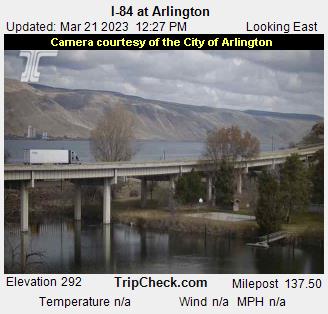 I-84 at Arlington
Updated: Mar 21 2023 12:27 PM Looking East
Camera courtesy of the City of Arlington
Elevation 292 TripCheck.com Milepost 137.50
Temperature n/a Wind n/a MPH n/a